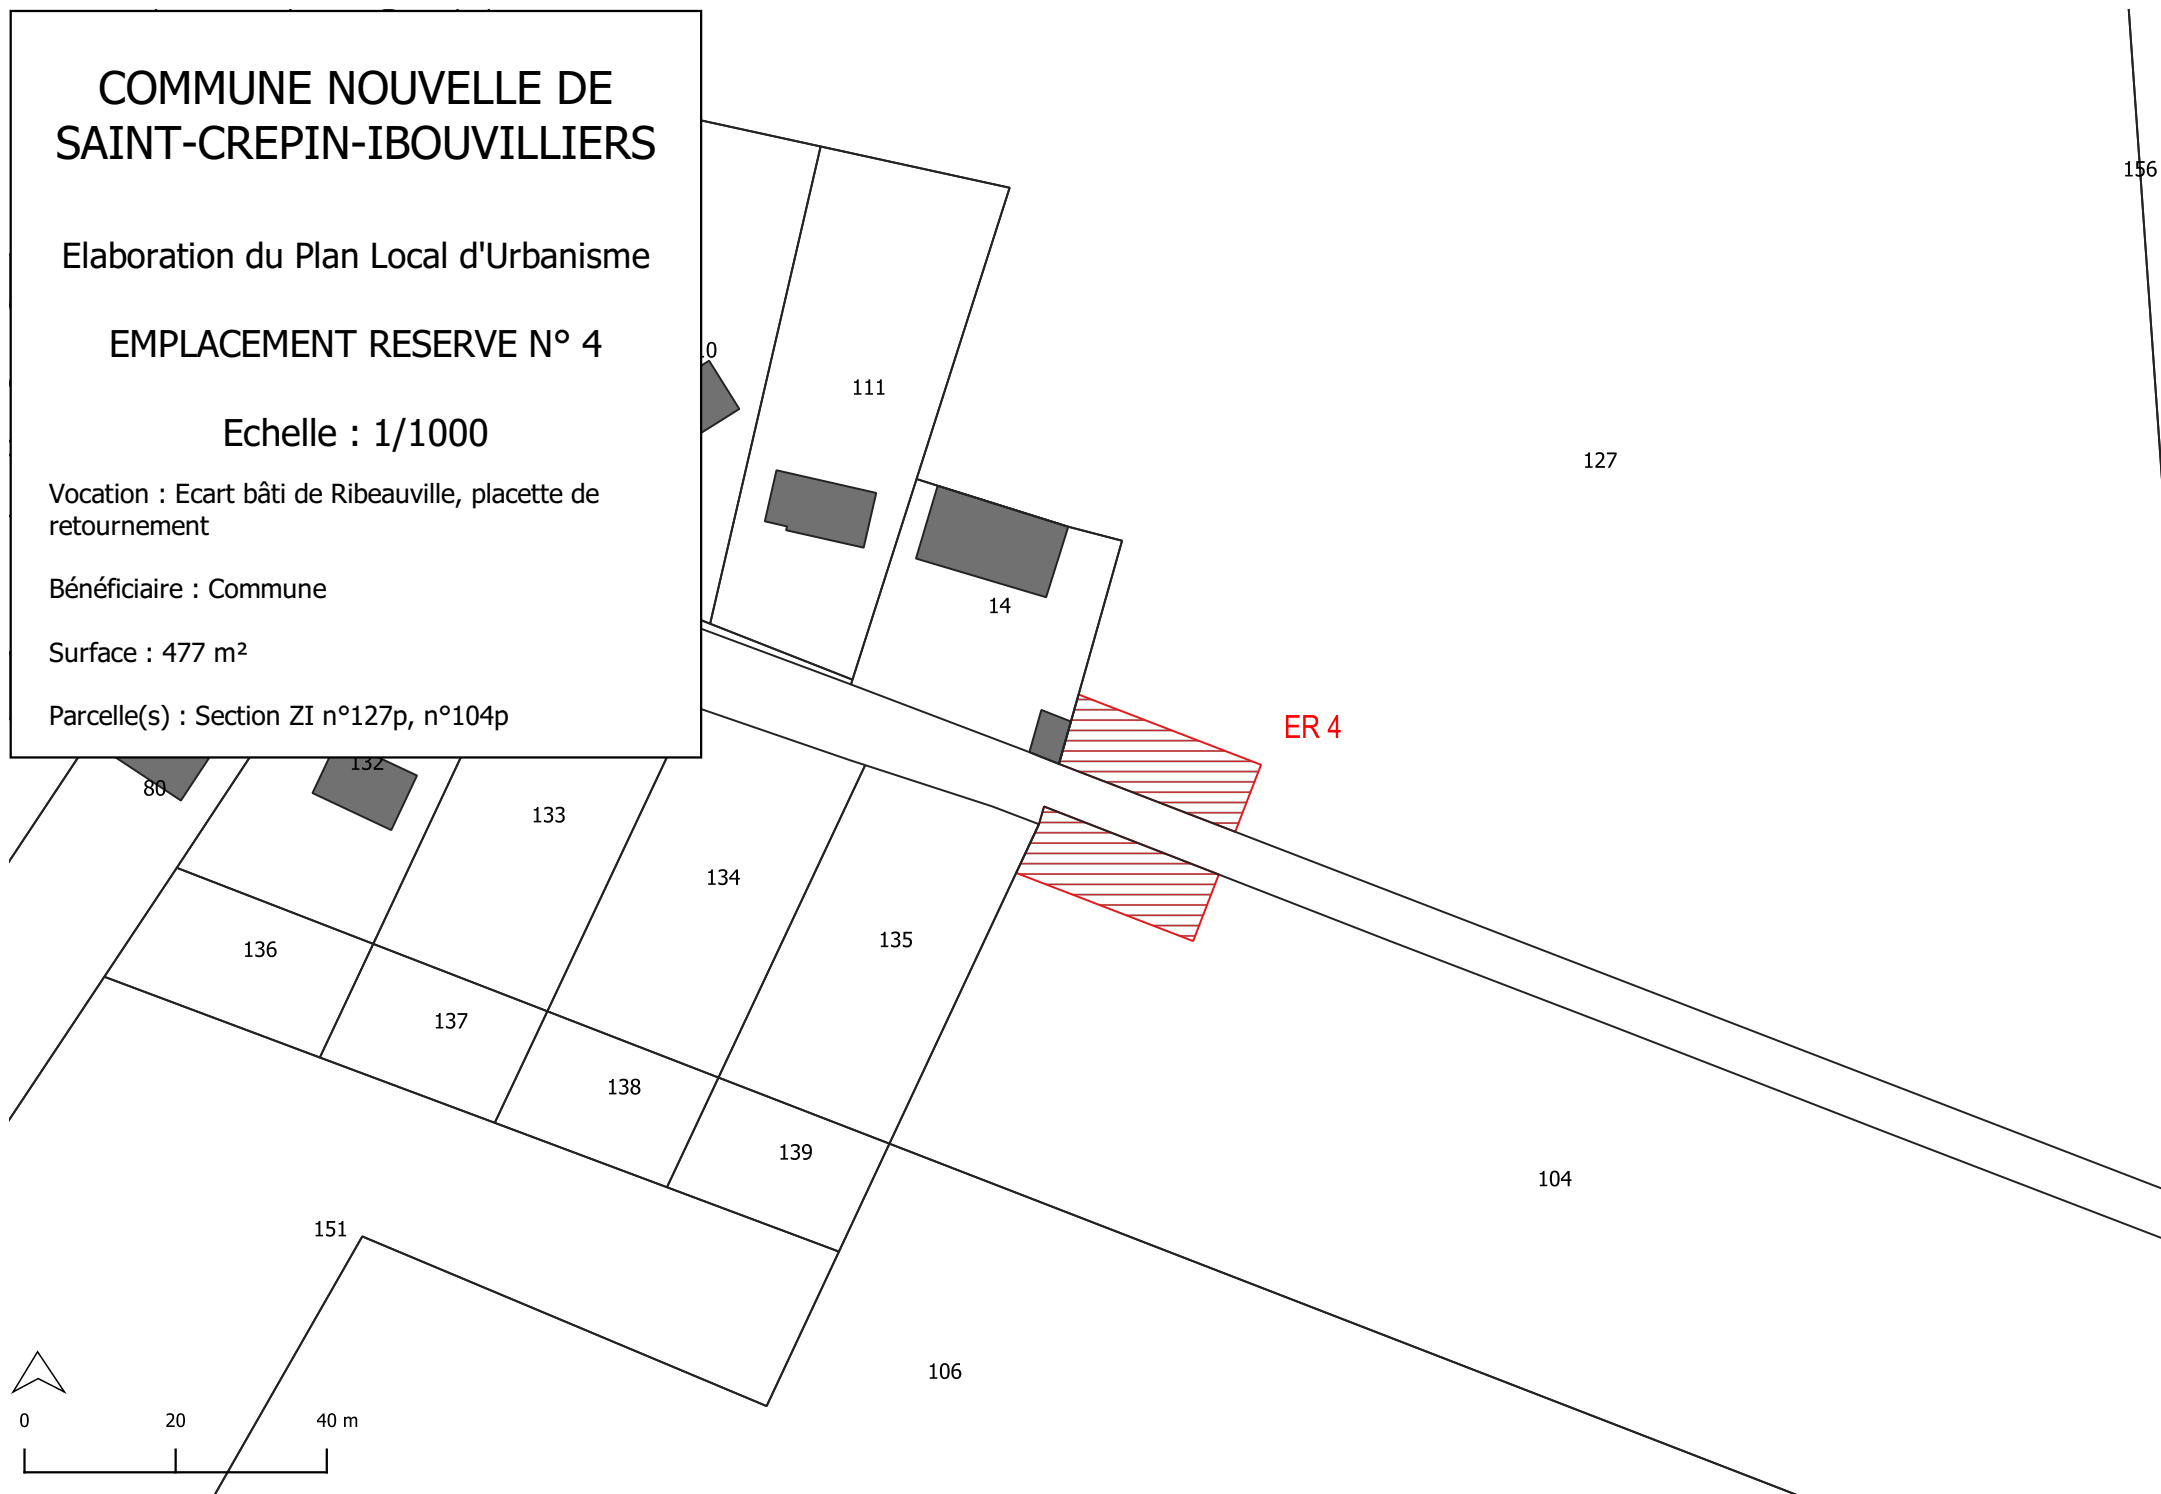 COMMUNE NOUVELLE DE
SAINT-CREPIN-IBOUVILLIERS
Elaboration du Plan Local d'Urbanisme
EMPLACEMENT RESERVE N° 4
Echelle : 1/1000
Vocation : Ecart bâti de Ribeauville, placette de
retournement
Bénéficiaire : Commune
Surface : 477 m²
Parcelle(s) : Section ZI n°127p, n°104p
156
111
127
14
ER 4
132
80
133
134
135
136
137
138
139
104
151
106
0 20 40 m